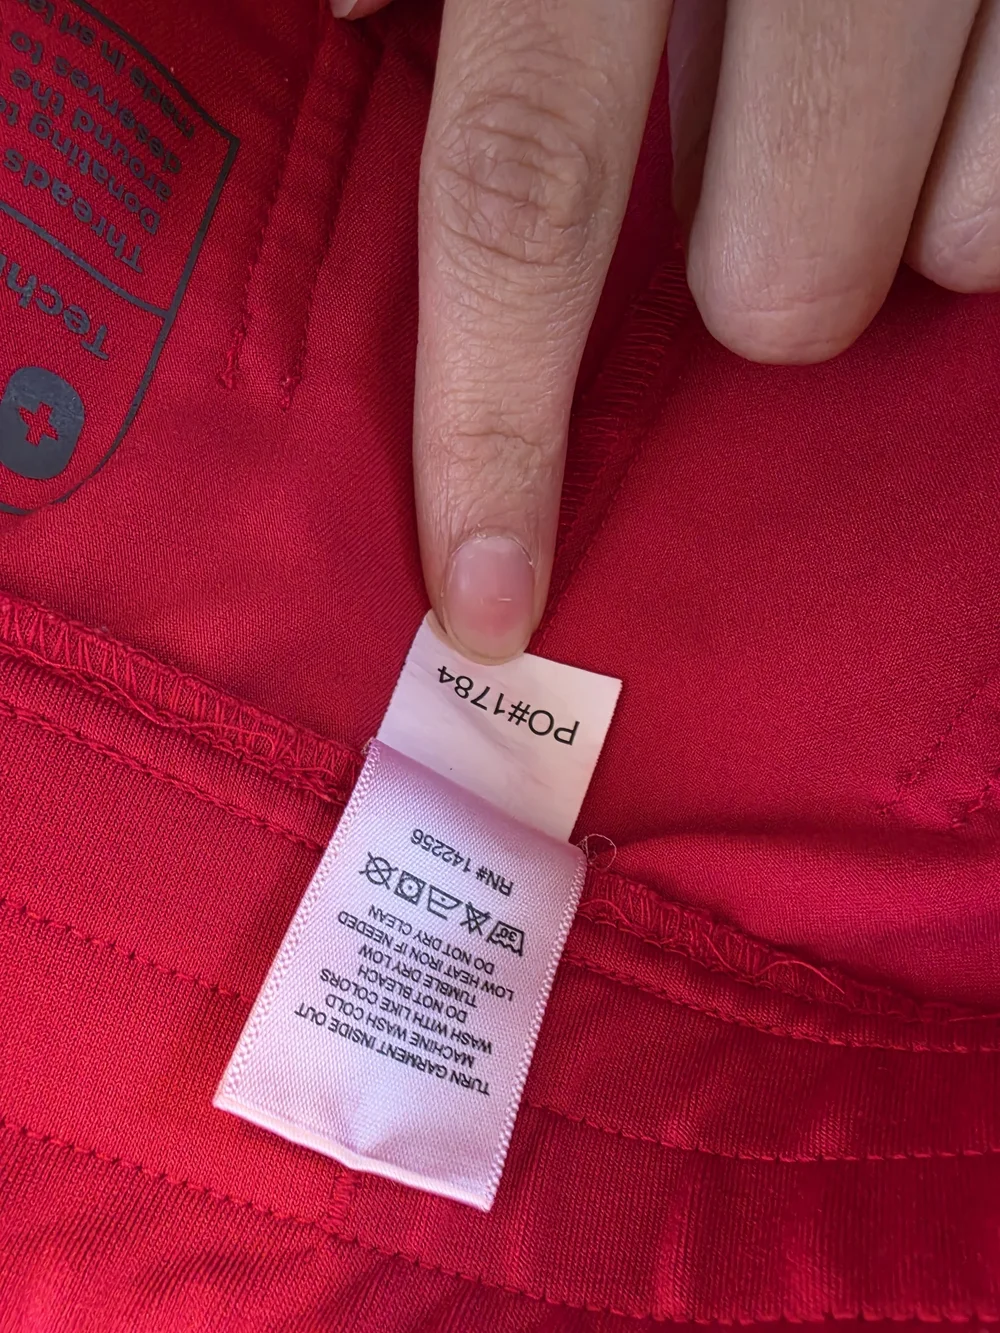 TURN GARMENT INSIDE OUT
MACHINE WASH COLD
WASH WITH LIKE COLORS
DO NOT BLEACH
TUMBLE DRY LOW
LOW HEAT IRON IF NEEDED
DO NOT DRY CLEAN
30°
RN# 142256
PO#1784
Threads
Donating
around the
deserves to
made in